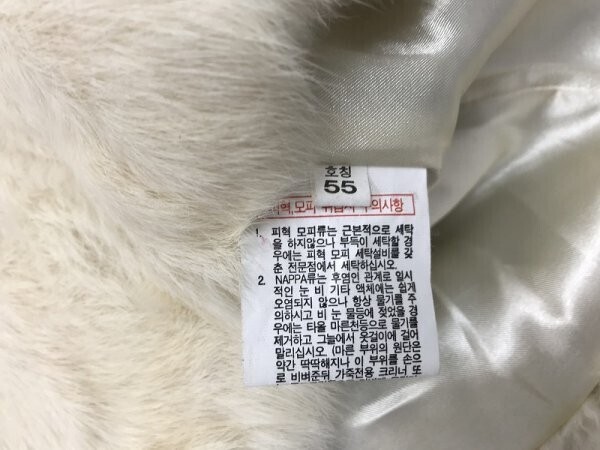 호칭
55
피혁,모피 취급시 주의사항
1. 피혁 모피류는 근본적으로 세탁
을 하지않으나 부득이 세탁할 경
우에는 피혁 모피 세탁설비를 갖
춘 전문점에서 세탁하십시오.
2. NAPPA류는 후염인 관계로 일시
적인 눈 비 기타 액체에는 쉽게
오염되지 않으나 항상 물기를 주
의하시고 비 눈 물등에 젖었을 경
우에는 타올 마른천등으로 물기를
제거하고 그늘에서 옷걸이에 걸어
말리십시오. (마른 부위의 원단은
약간 딱딱해지나 이 부위를 손으
로 비벼준뒤 가죽전용 크리너 또